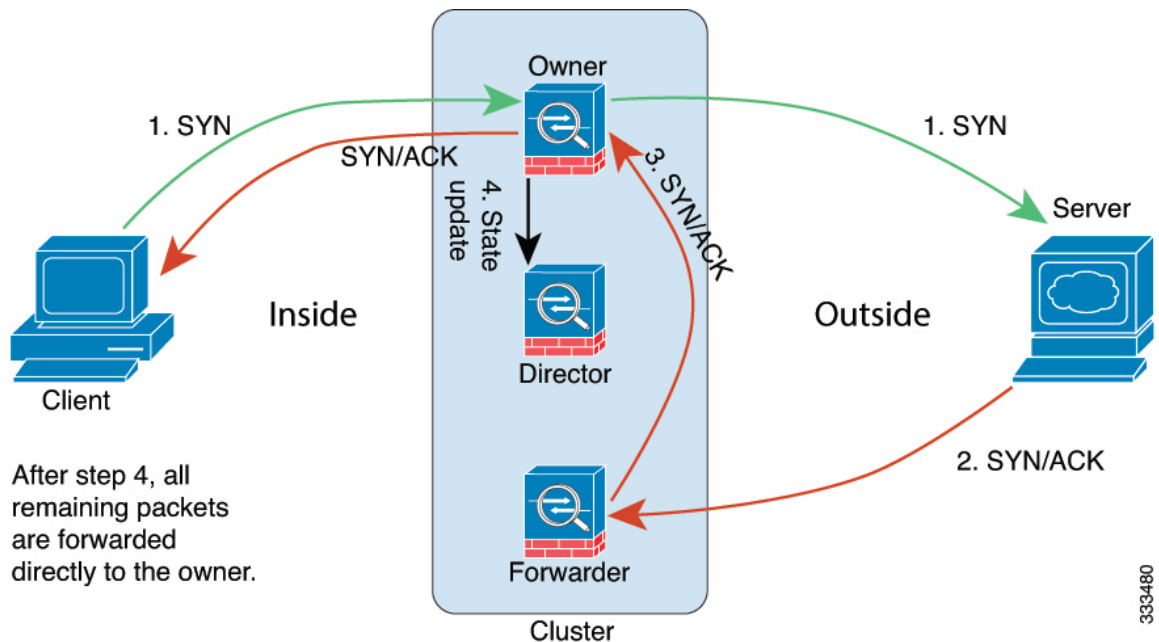 Owner
1. SYN
1. SYN
SYN/ACK
3. SYN/ACK
4. State
update
Server
Inside
Outside
Director
Client
2. SYN/ACK
After step 4, all
remaining packets
are forwarded
directly to the owner.
Forwarder
Cluster
333480